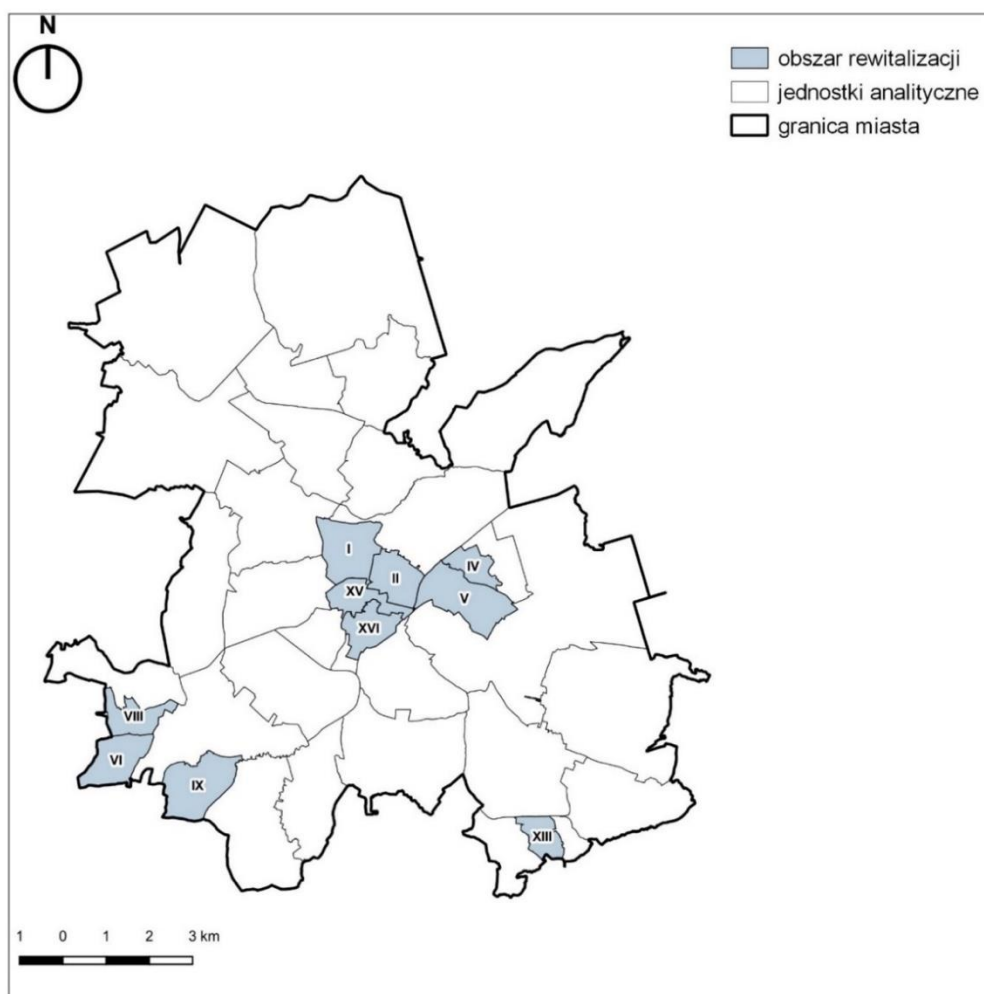 N
obszar rewitalizacji
jednostki analityczne
granica miasta
I
II
IV
XV
V
XVI
VIII
VI
IX
XIII
1 0 1 2 3 km